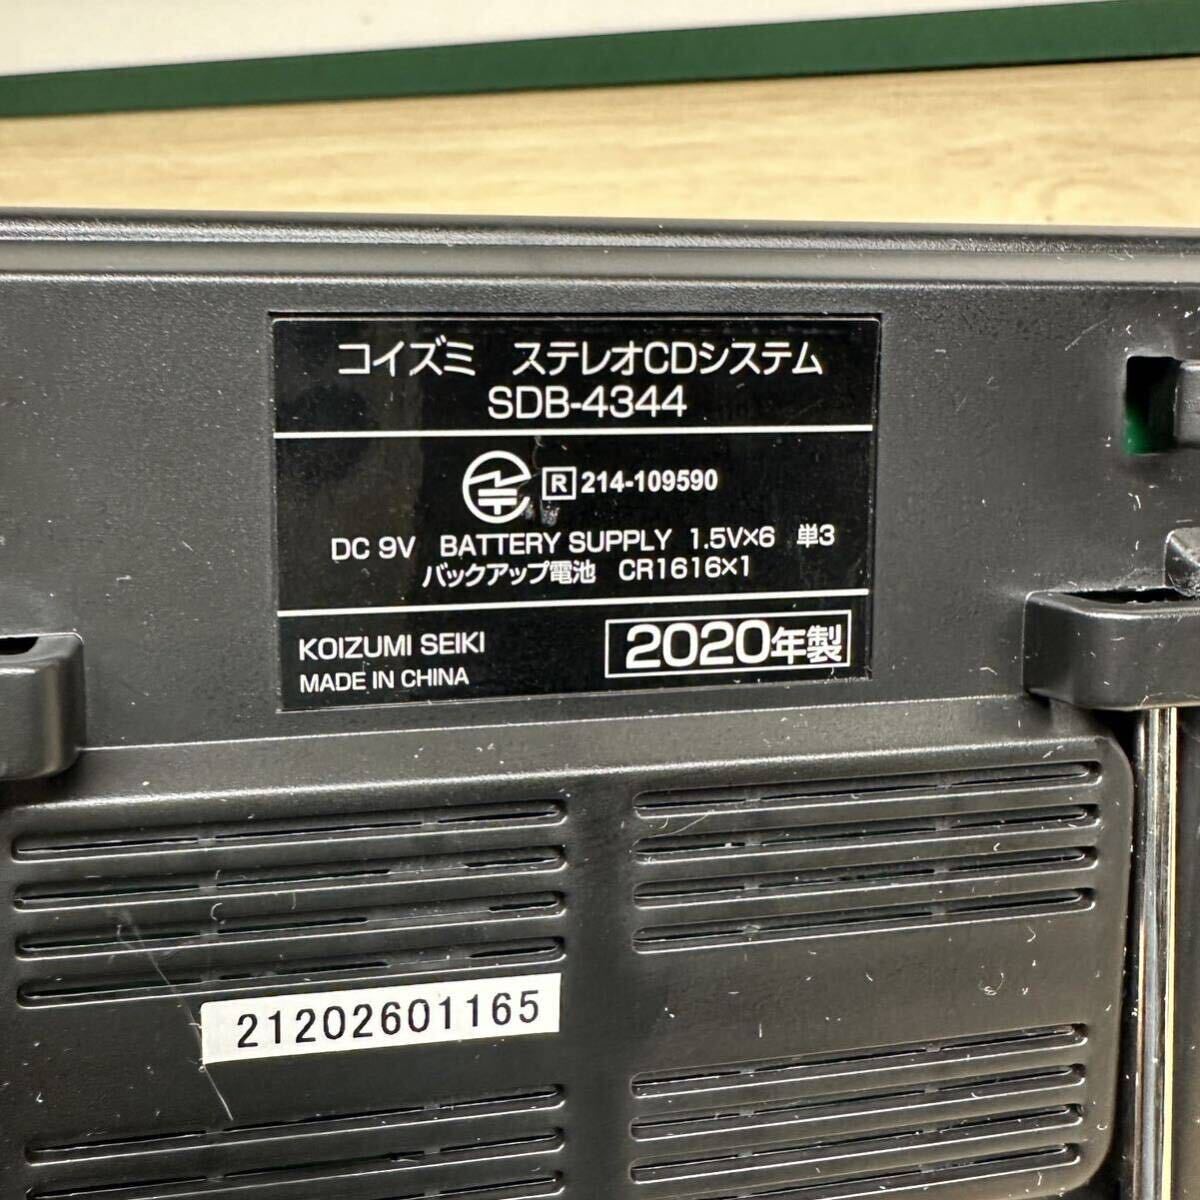 コイズミ ステレオCDシステム
SDB-4344
R 214-109590
DC 9V BATTERY SUPPLY 1.5V×6 単3
バックアップ電池 CR1616×1
KOIZUMI SEIKI
MADE IN CHINA
2020年製
21202601165